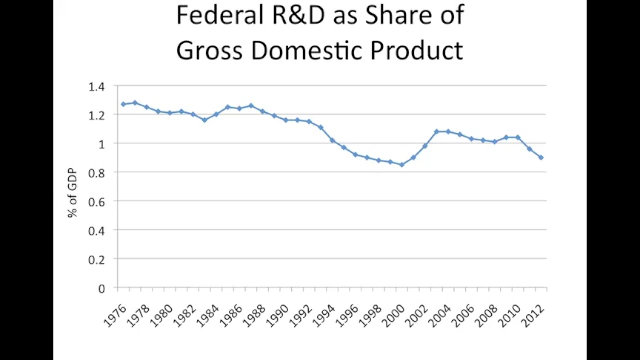 Federal R&D as Share of
Gross Domestic Product
1.4
1.2
1
0.8
0.6
0.4
0.2
0
% of GDP
1976 1978 1980 1982 1984 1986 1988 1990 1992 1994 1996 1998 2000 2002 2004 2006 2008 2010 2012